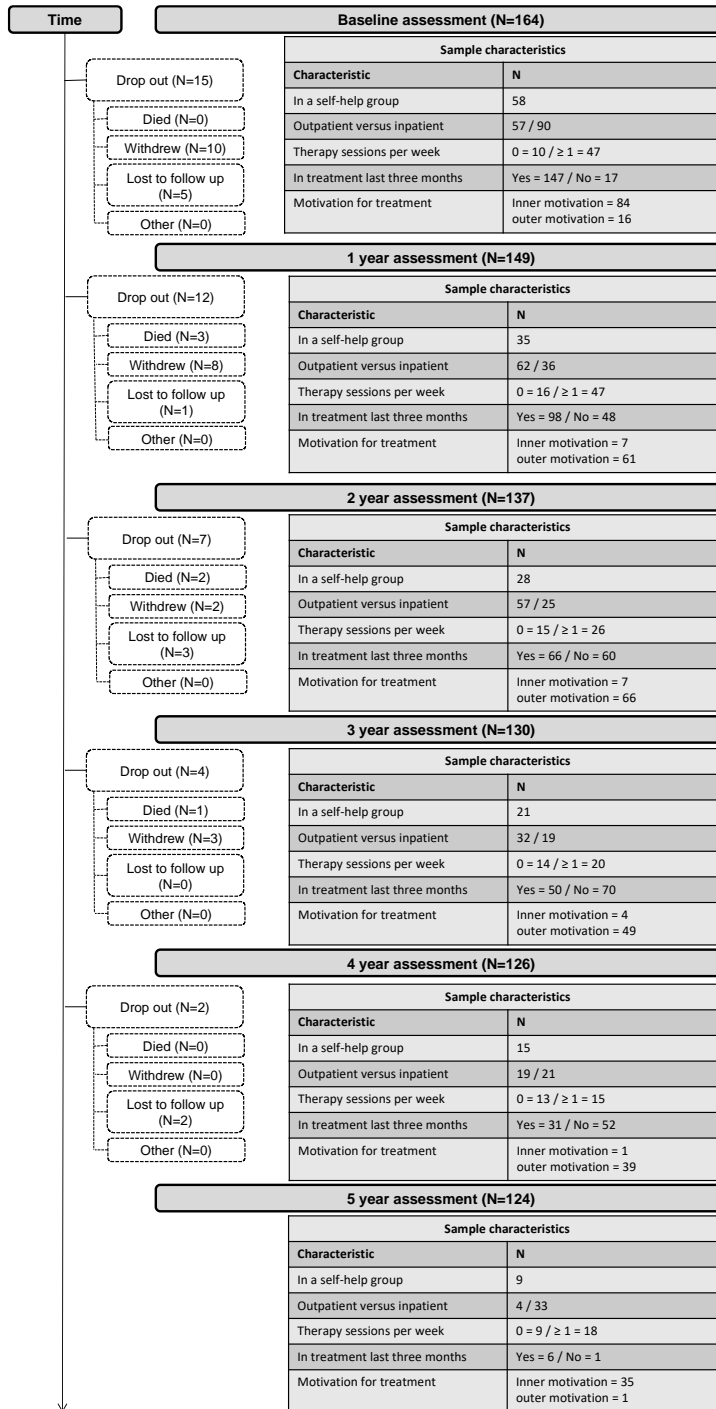 Time
Baseline assessment (N=164)
Drop out (N=15)
Died (N=0)
Withdrew (N=10)
Lost to follow up
(N=5)
Other (N=0)
Sample characteristics
Characteristic N
In a self-help group 58
Outpatient versus inpatient 57 / 90
Therapy sessions per week 0 = 10 / ≥ 1 = 47
In treatment last three months Yes = 147 / No = 17
Motivation for treatment Inner motivation = 84
outer motivation = 16
1 year assessment (N=149)
Drop out (N=12)
Died (N=3)
Withdrew (N=8)
Lost to follow up
(N=1)
Other (N=0)
Sample characteristics
Characteristic N
In a self-help group 35
Outpatient versus inpatient 62 / 36
Therapy sessions per week 0 = 16 / ≥ 1 = 47
In treatment last three months Yes = 98 / No = 48
Motivation for treatment Inner motivation = 7
outer motivation = 61
2 year assessment (N=137)
Drop out (N=7)
Died (N=2)
Withdrew (N=2)
Lost to follow up
(N=3)
Other (N=0)
Sample characteristics
Characteristic N
In a self-help group 28
Outpatient versus inpatient 57 / 25
Therapy sessions per week 0 = 15 / ≥ 1 = 26
In treatment last three months Yes = 66 / No = 60
Motivation for treatment Inner motivation = 7
outer motivation = 66
3 year assessment (N=130)
Drop out (N=4)
Died (N=1)
Withdrew (N=3)
Lost to follow up
(N=0)
Other (N=0)
Sample characteristics
Characteristic N
In a self-help group 21
Outpatient versus inpatient 32 / 19
Therapy sessions per week 0 = 14 / ≥ 1 = 20
In treatment last three months Yes = 50 / No = 70
Motivation for treatment Inner motivation = 4
outer motivation = 49
4 year assessment (N=126)
Drop out (N=2)
Died (N=0)
Withdrew (N=0)
Lost to follow up
(N=2)
Other (N=0)
Sample characteristics
Characteristic N
In a self-help group 15
Outpatient versus inpatient 19 / 21
Therapy sessions per week 0 = 13 / ≥ 1 = 15
In treatment last three months Yes = 31 / No = 52
Motivation for treatment Inner motivation = 1
outer motivation = 39
5 year assessment (N=124)
Sample characteristics
Characteristic N
In a self-help group 9
Outpatient versus inpatient 4 / 33
Therapy sessions per week 0 = 9 / ≥ 1 = 18
In treatment last three months Yes = 6 / No = 1
Motivation for treatment Inner motivation = 35
outer motivation = 1